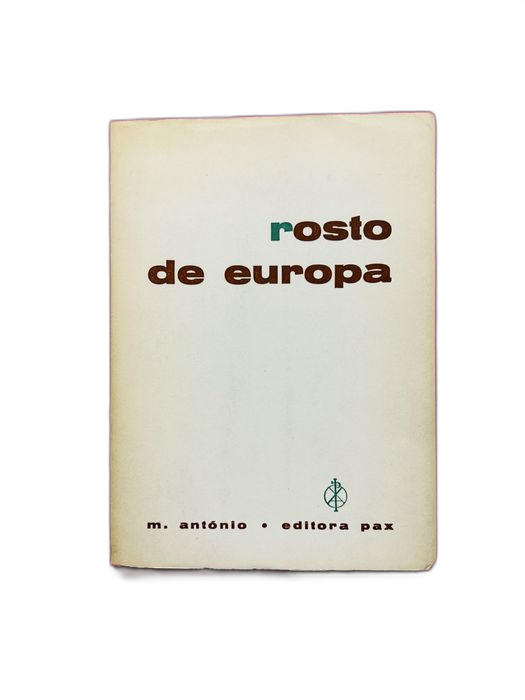 rosto
de europa
m. antónio • editora pax